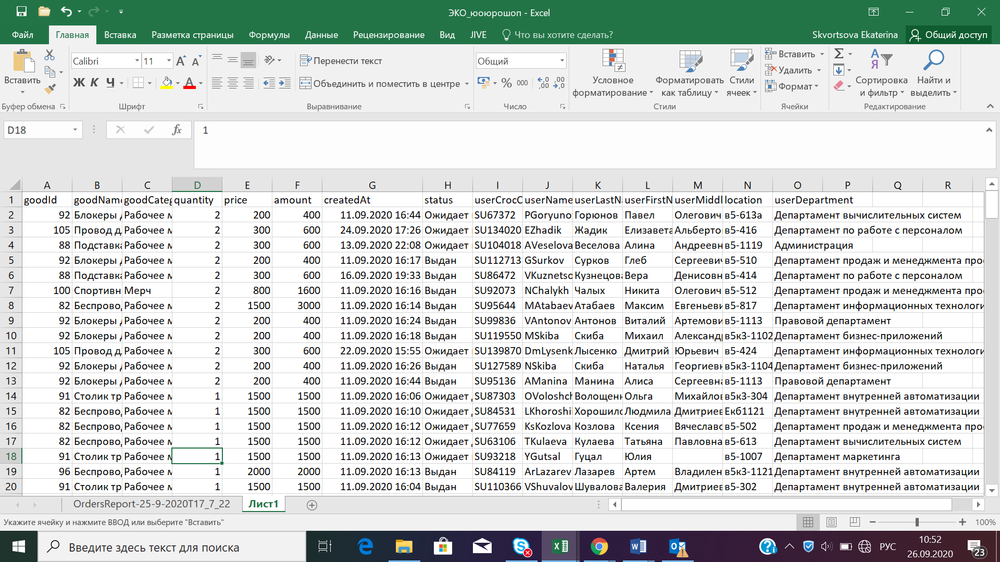 ЭКО_юоюрошоп - Excel
Файл Главная Вставка Разметка страницы Формулы Данные Рецензирование Вид JIVE Что вы хотите сделать? Skvortsova Ekaterina Общий доступ
Вставить Calibri 11 Перенести текст Общий Условное форматирование Форматировать как таблицу Стили ячеек Вставить Сортировка и фильтр Найти и выделить
Ж К Ч Объединить и поместить в центре % 000 Удалить Формат
Буфер обмена Шрифт Выравнивание Число Стили Ячейки Редактирование
D18 fx 1
A B C D E F G H I J K L M N O P Q R
1 goodId goodNam goodCateg quantity price amount createdAt status userCrocC userName userLastNa userFirstN userMiddl location userDepartment
2 92 Блокеры д Рабочее м 2 200 400 11.09.2020 16:44 Ожидает SU67372 PGoryuno Горюнов Павел Олегович в5-613а Департамент вычислительных систем
3 105 Провод д Рабочее м 2 300 600 24.09.2020 17:26 Ожидает SU134020 EZhadik Жадик Елизавета Альберто в5-416 Департамент по работе с персоналом
4 88 Подставка Рабочее м 2 300 600 13.09.2020 22:08 Ожидает SU104018 AVeselova Веселова Алина Андреевн в5-1119 Администрация
5 92 Блокеры д Рабочее м 2 200 400 11.09.2020 16:17 Выдан SU112713 GSurkov Сурков Глеб Сергеевич в5-510 Департамент продаж и менеджмента прое
6 88 Подставка Рабочее м 2 300 600 16.09.2020 19:33 Выдан SU86472 VKuznetso Кузнецова Вера Денисовн в5-414 Департамент по работе с персоналом
7 100 Спортивн Мерч 2 800 1600 11.09.2020 16:16 Выдан SU92073 NChalykh Чалых Никита Олегович в5-512 Департамент продаж и менеджмента прое
8 82 Беспрово Рабочее м 2 1500 3000 11.09.2020 16:14 Выдан SU95644 MAtabaev Атабаев Максим Евгеньеви в5-817 Департамент информационных технологи
9 92 Блокеры д Рабочее м 2 200 400 11.09.2020 16:24 Выдан SU99836 VAntonov Антонов Виталий Артемови в5-1113 Правовой департамент
10 92 Блокеры д Рабочее м 2 200 400 11.09.2020 16:18 Выдан SU119550 MSkiba Скиба Михаил Александр в5к3-1102 Департамент бизнес-приложений
11 105 Провод д Рабочее м 2 300 600 22.09.2020 15:55 Ожидает SU139870 DmLysenk Лысенко Дмитрий Юрьевич в5-424 Департамент информационных технологи
12 92 Блокеры д Рабочее м 2 200 400 11.09.2020 16:26 Выдан SU127589 NSkiba Скиба Наталья Георгиевн в5к3-1104 Департамент бизнес-приложений
13 92 Блокеры д Рабочее м 2 200 400 11.09.2020 16:44 Выдан SU95136 AManina Манина Алиса Сергеевна в5-1113 Правовой департамент
14 91 Столик тр Рабочее м 1 1500 1500 11.09.2020 16:06 Ожидает SU87303 OVoloshch Волощенк Ольга Михайлов в5к3-304 Департамент внутренней автоматизации
15 82 Беспрово Рабочее м 1 1500 1500 11.09.2020 16:10 Ожидает SU84531 LKhoroshi Хорошило Людмила Дмитриев Екб1121 Департамент внутренней автоматизации
16 82 Беспрово Рабочее м 1 1500 1500 11.09.2020 16:12 Ожидает SU77659 KsKozlova Козлова Ксения Вячеславо в5-502 Департамент продаж и менеджмента прое
17 82 Беспрово Рабочее м 1 1500 1500 11.09.2020 16:12 Ожидает SU63106 TKulaeva Кулаева Татьяна Павловна в5-613 Департамент вычислительных систем
18 91 Столик тр Рабочее м 1 1500 1500 11.09.2020 16:13 Ожидает SU93218 YGutsal Гуцал Юлия в5-1007 Департамент маркетинга
19 96 Беспрово Рабочее м 1 2000 2000 11.09.2020 16:13 Выдан SU84119 ArLazarev Лазарев Артем Владилен в5к3-1121 Департамент внутренней автоматизации
20 91 Столик тр Рабочее м 1 1500 1500 11.09.2020 16:04 Выдан SU110366 VShuvalov Шувалова Валерия Дмитриев в5-302 Департамент внутренней автоматизации
OrdersReport-25-9-2020T17_7_22 Лист1
Укажите ячейку и нажмите ВВОД или выберите "Вставить" 100%
Введите здесь текст для поиска РУС 10:52
26.09.2020 23